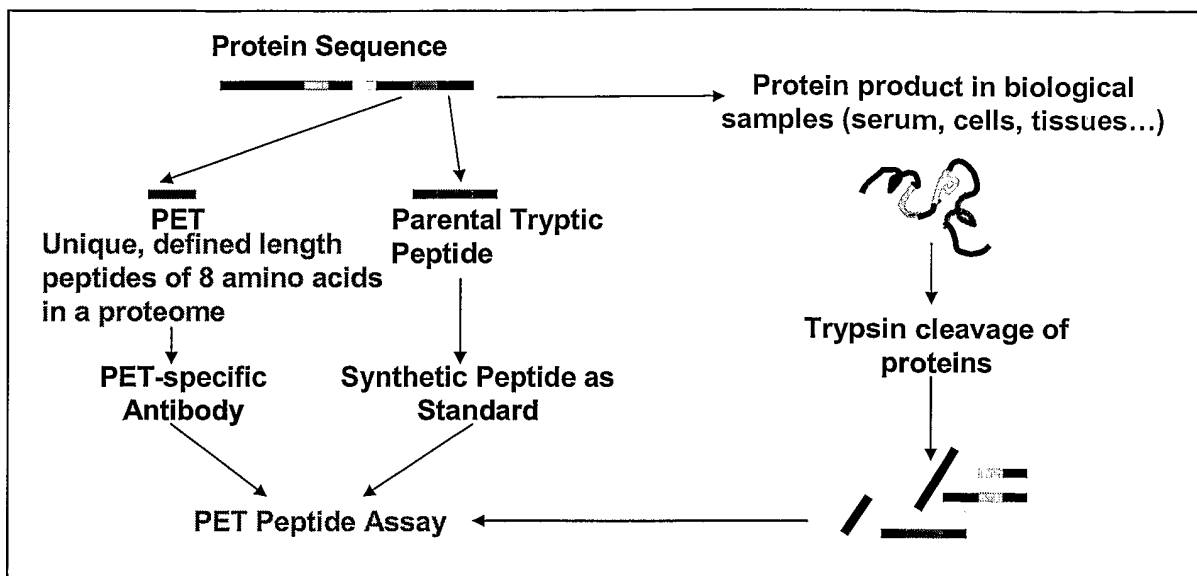 Protein Sequence
Protein product in biological
samples (serum, cells, tissues...)
PET
Unique, defined length
peptides of 8 amino acids
in a proteome
Parental Tryptic
Peptide
Trypsin cleavage of
proteins
PET-specific
Antibody
Synthetic Peptide as
Standard
PET Peptide Assay